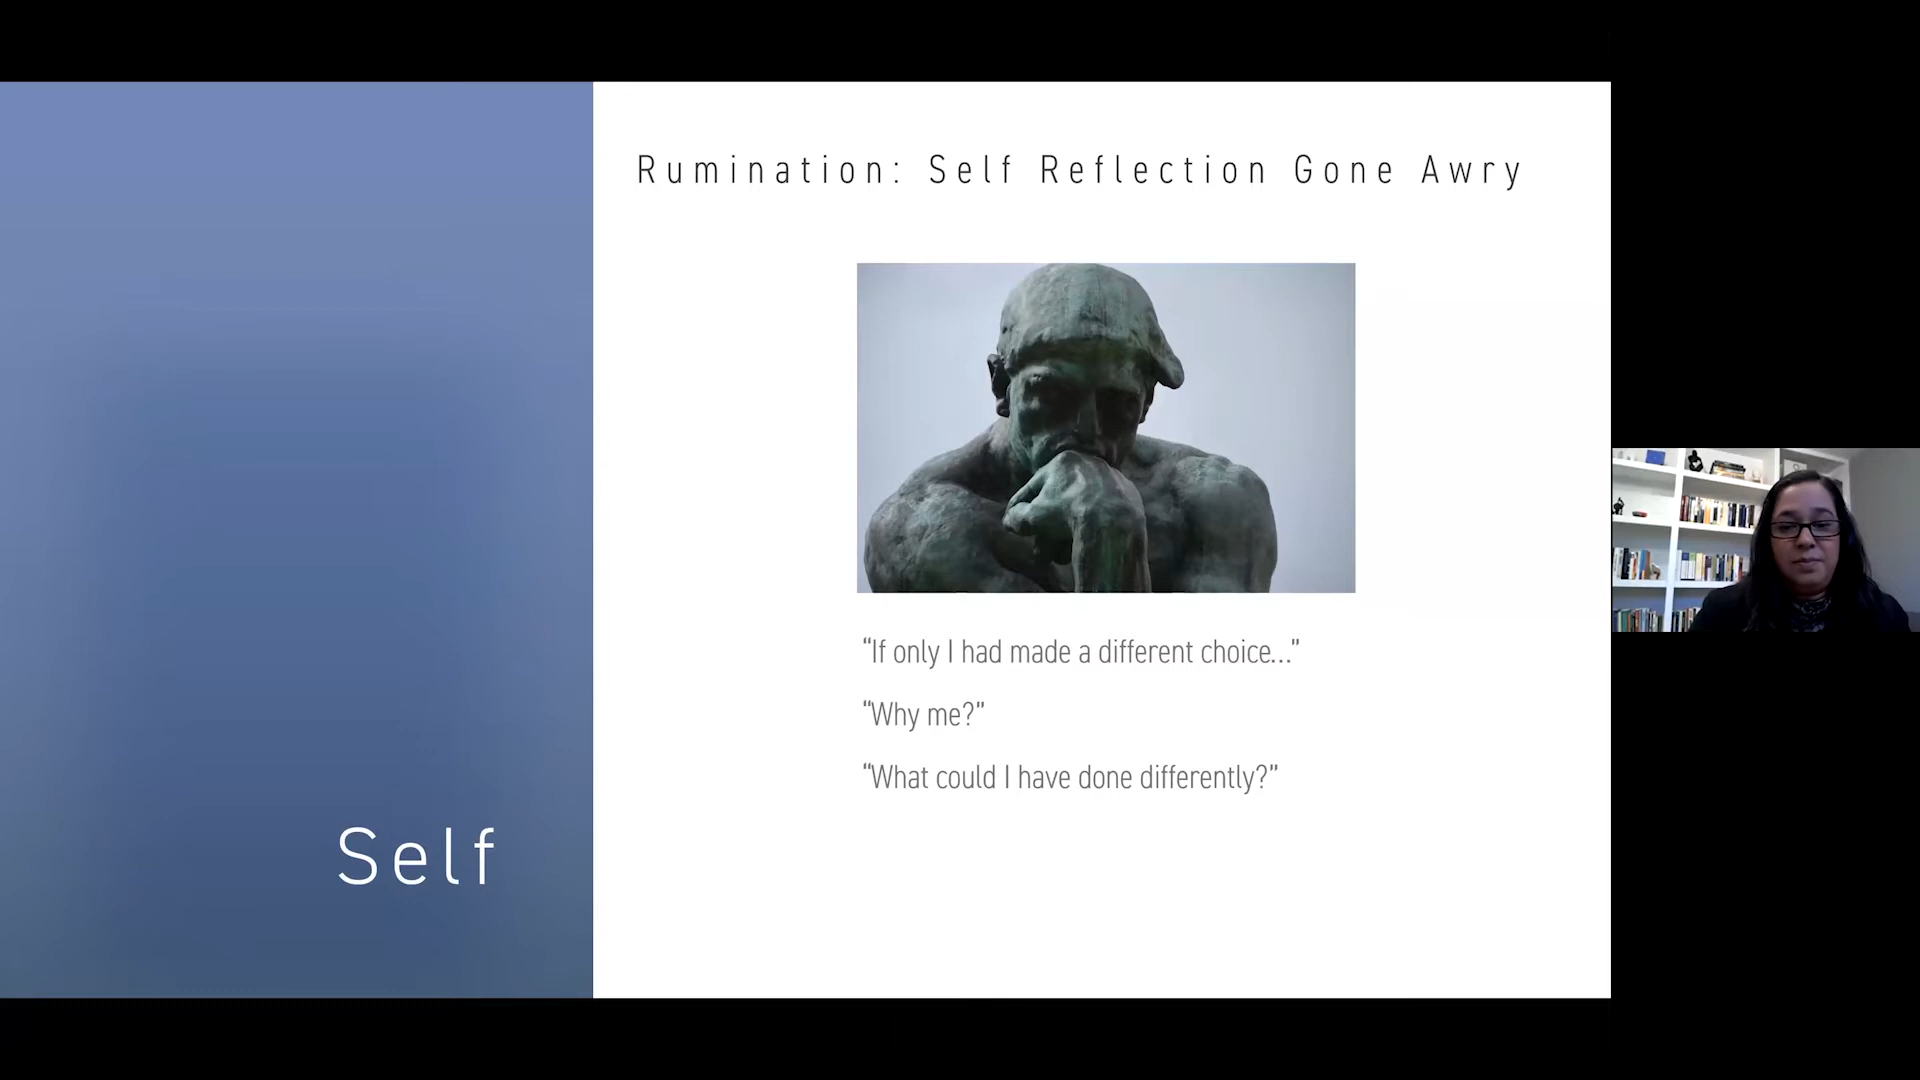 Rumination: Self Reflection Gone Awry
“If only I had made a different choice...”
“Why me?”
“What could I have done differently?”
Self